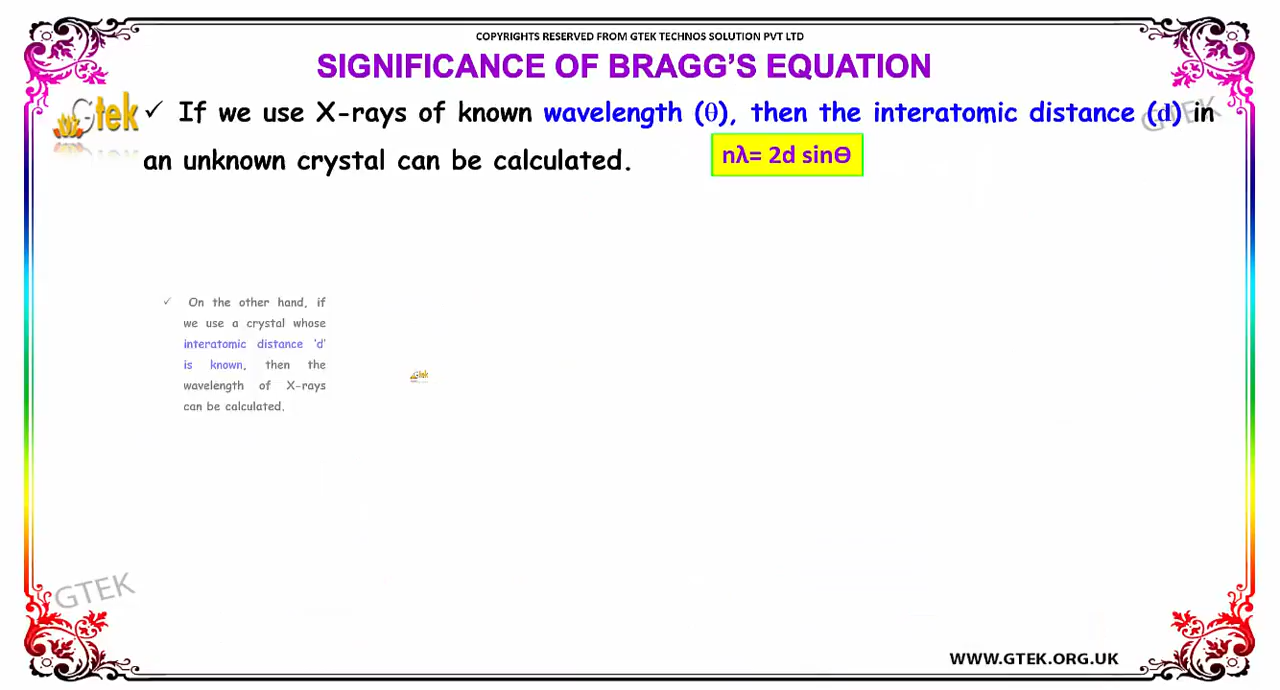 COPYRIGHTS RESERVED FROM GTEK TECHNOS SOLUTION PVT LTD
SIGNIFICANCE OF BRAGG'S EQUATION
Gtek
✓ If we use X-rays of known wavelength (θ), then the interatomic distance (d) in
GTEK
an unknown crystal can be calculated.
nλ= 2d sinϴ
✓ On the other hand, if
we use a crystal whose
interatomic distance 'd'
is known, then the
wavelength of X-rays
can be calculated.
Gtek
GTEK
WWW.GTEK.ORG.UK